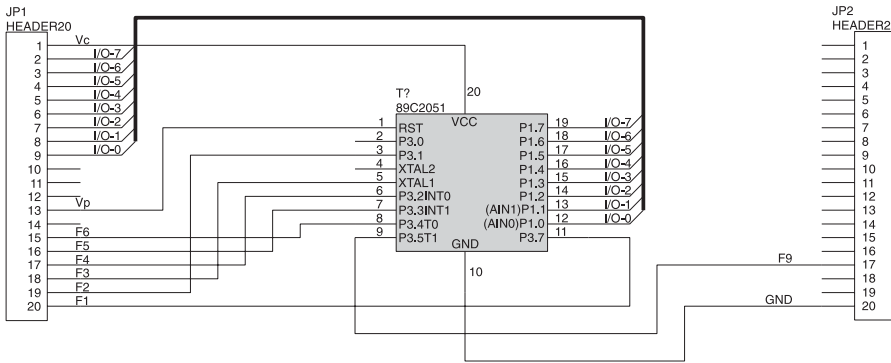 JP1
HEADER20
1 Vc
2 I/O-7
3 I/O-6
4 I/O-5
5 I/O-4
6 I/O-3
7 I/O-2
8 I/O-1
9 I/O-0
10
11
12
13 Vp
14
15 F6
16 F5
17 F4
18 F3
19 F2
20 F1
T?
89C2051
20
VCC
1 RST P1.7 19 I/O-7
2 P3.0 P1.6 18 I/O-6
3 P3.1 P1.5 17 I/O-5
4 XTAL2 P1.4 16 I/O-4
5 XTAL1 P1.3 15 I/O-3
6 P3.2INT0 P1.2 14 I/O-2
7 P3.3INT1 (AIN1)P1.1 13 I/O-1
8 P3.4T0 (AIN0)P1.0 12 I/O-0
9 P3.5T1 P3.7 11
GND
10
JP2
HEADER2
1
2
3
4
5
6
7
8
9
10
11
12
13
14
15
16
F9 17
18
19
GND 20